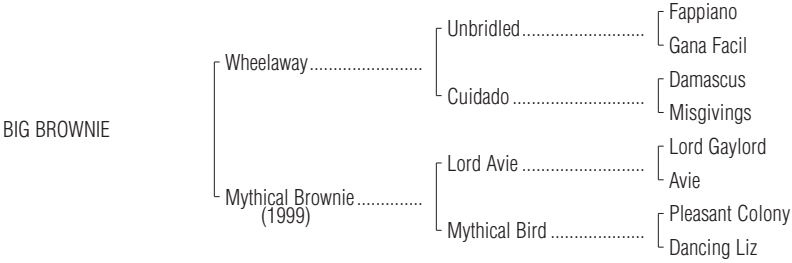 Fappiano
Unbridled........................
Gana Facil
Wheelaway......................
Damascus
Cuidado..........................
Misgivings
BIG BROWNIE
Lord Gaylord
Lord Avie........................
Avie
Mythical Brownie.............
(1999)
Pleasant Colony
Mythical Bird...................
Dancing Liz